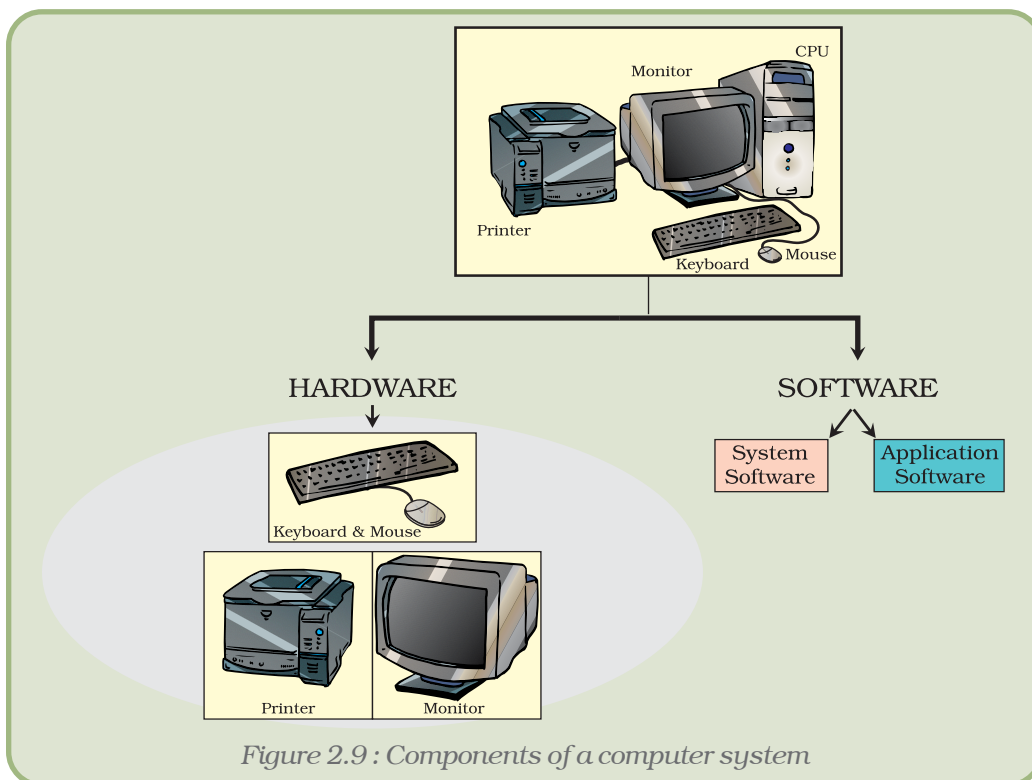 CPU
Monitor
Printer
Mouse
Keyboard
HARDWARE
SOFTWARE
System
Software
Application
Software
Keyboard & Mouse
Printer
Monitor
Figure 2.9 : Components of a computer system